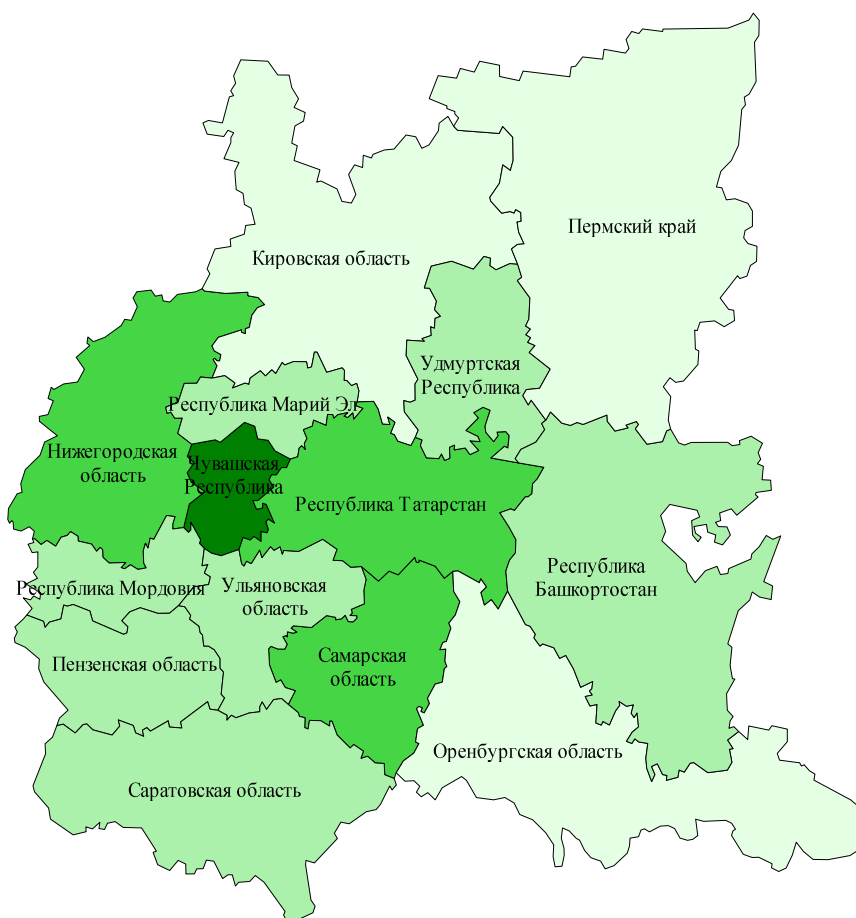 Пермский край
Кировская область
Удмуртская
Республика
Республика Марий Эл
Нижегородская
область
Чувашская
Республика
Республика Татарстан
Республика
Башкортостан
Республика Мордовия
Ульяновская
область
Пензенская область
Самарская
область
Оренбургская область
Саратовская область